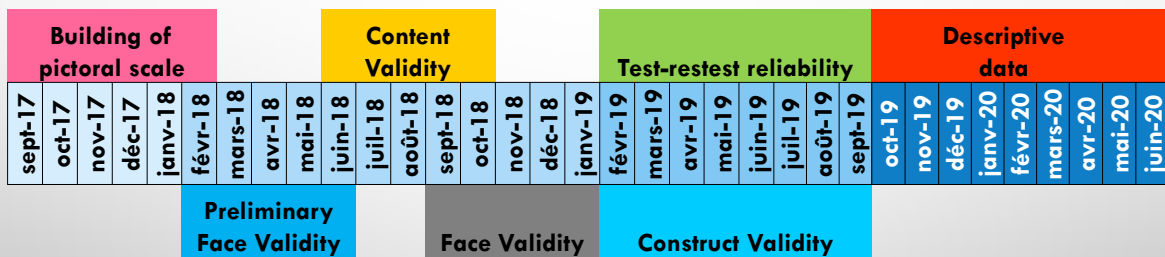 Building of
pictoral scale
Content
Validity
Test-restest reliability
Descriptive
data
sept-17
oct-17
nov-17
déc-17
janv-18
févr-18
mars-18
avr-18
mai-18
juin-18
juil-18
août-18
sept-18
oct-18
nov-18
déc-18
janv-19
févr-19
mars-19
avr-19
mai-19
juin-19
juil-19
août-19
sept-19
oct-19
nov-19
déc-19
janv-20
févr-20
mars-20
avr-20
mai-20
juin-20
Preliminary
Face Validity
Face Validity
Construct Validity